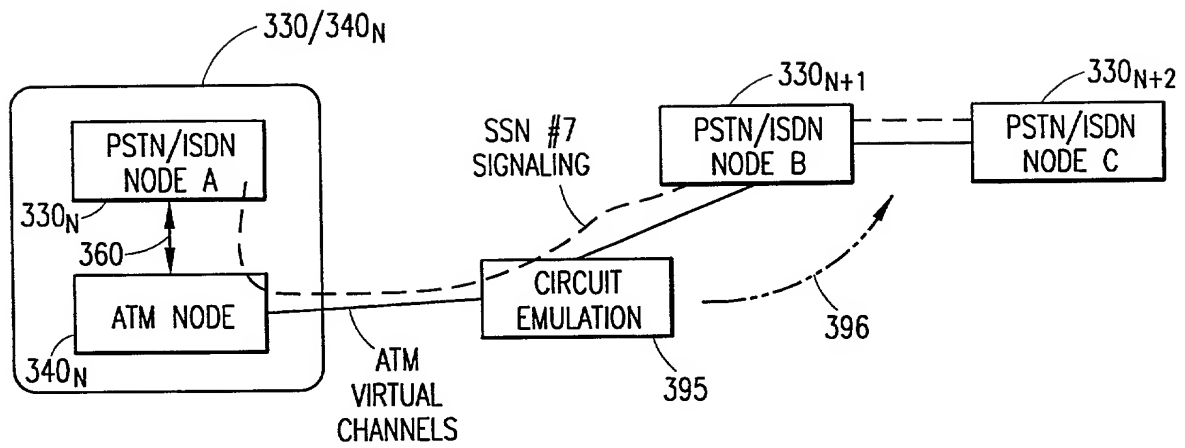 330/340N
PSTN/ISDN
NODE A
330N
360
ATM NODE
340N
ATM
VIRTUAL
CHANNELS
SSN #7
SIGNALING
CIRCUIT
EMULATION
395
396
330N+1
PSTN/ISDN
NODE B
330N+2
PSTN/ISDN
NODE C